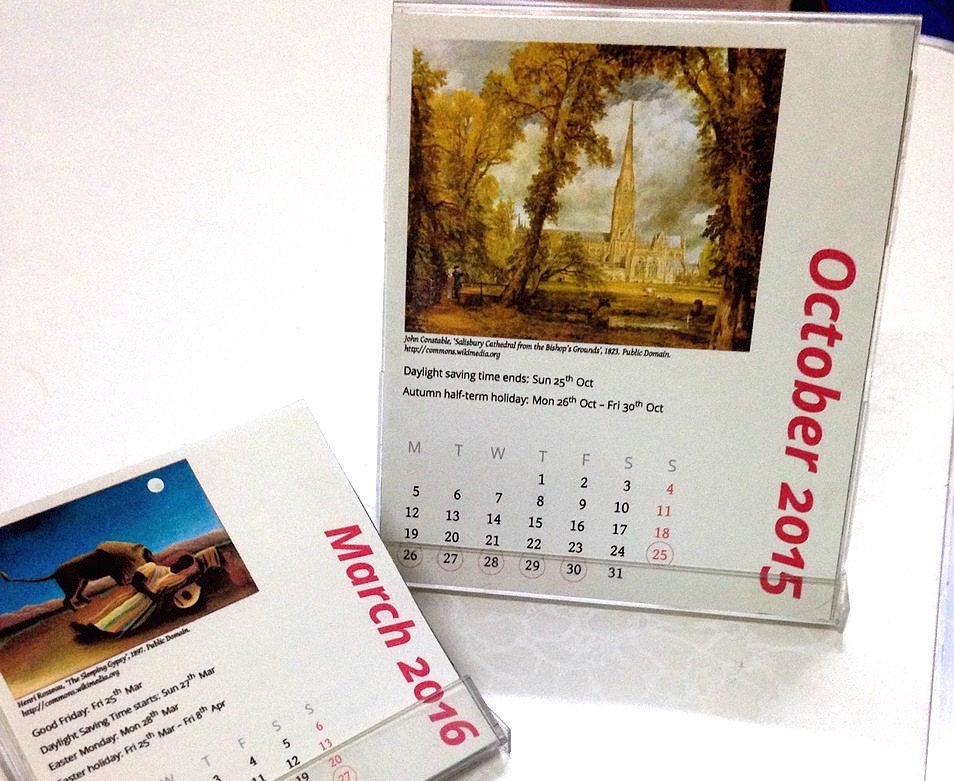 October 2015
John Constable, 'Salisbury Cathedral from the Bishop's Grounds', 1823. Public Domain.
http://commons.wikimedia.org
Daylight saving time ends: Sun 25th Oct
Autumn half-term holiday: Mon 26th Oct – Fri 30th Oct
M T W T F S S
1 2 3 4
5 6 7 8 9 10 11
12 13 14 15 16 17 18
19 20 21 22 23 24 25
26 27 28 29 30 31
March 2016
Henri Rousseau, 'The Sleeping Gypsy', 1897. Public Domain.
http://commons.wikimedia.org
Good Friday: Fri 25th Mar
Daylight Saving Time starts: Sun 27th Mar
Easter Monday: Mon 28th Mar
holiday: Fri 25th Mar – Fri 8th Apr
W T F S S
3 4 5 6
11 12 13
19 20
27